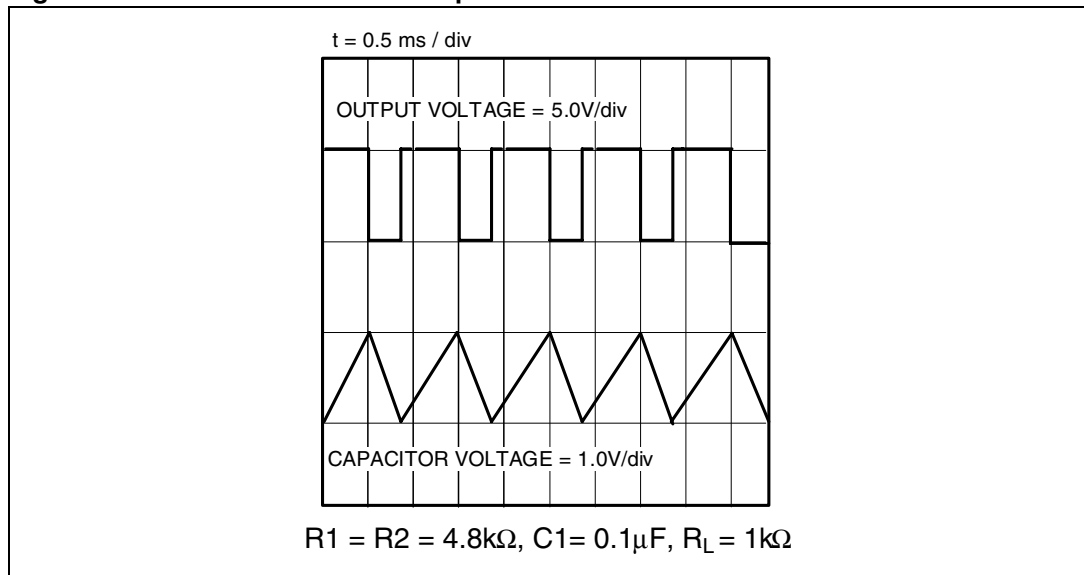 t = 0.5 ms / div
OUTPUT VOLTAGE = 5.0V/div
CAPACITOR VOLTAGE = 1.0V/div
R1 = R2 = 4.8kΩ, C1= 0.1μF, RL = 1kΩ